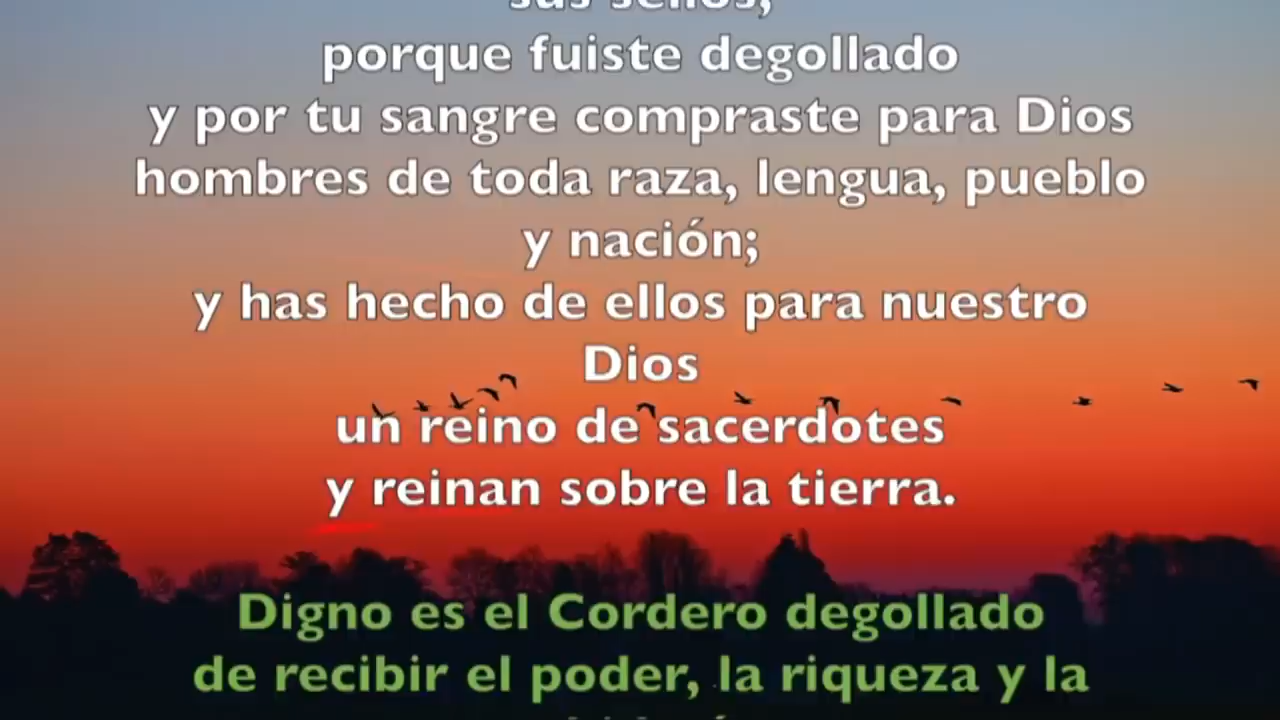 sus sellos,
porque fuiste degollado
y por tu sangre compraste para Dios
hombres de toda raza, lengua, pueblo
y nación;
y has hecho de ellos para nuestro
Dios
un reino de sacerdotes
y reinan sobre la tierra.
Digno es el Cordero degollado
de recibir el poder, la riqueza y la